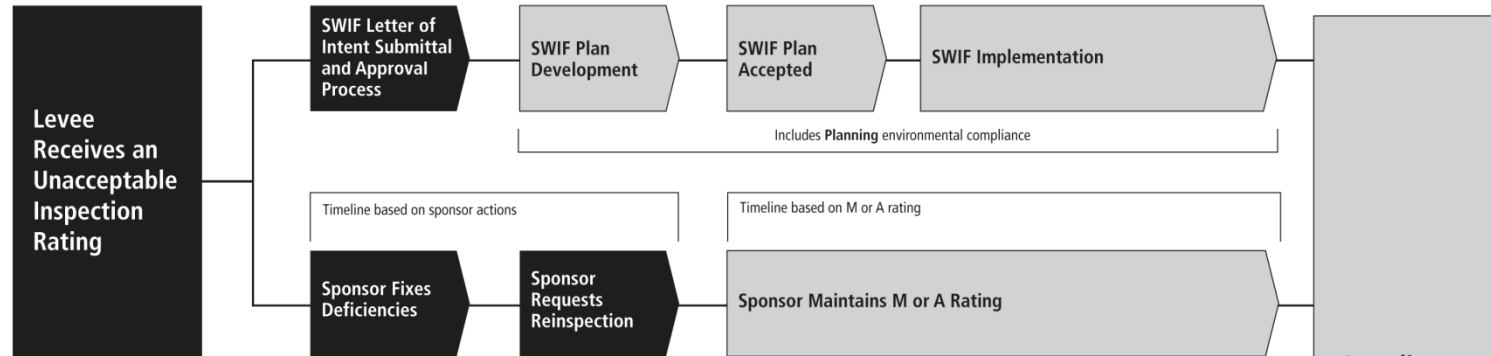 Levee
Receives an
Unacceptable
Inspection
Rating
SWIF Letter of
Intent Submittal
and Approval
Process
SWIF Plan
Development
SWIF Plan
Accepted
SWIF Implementation
Includes Planning environmental compliance
Timeline based on sponsor actions
Timeline based on M or A rating
Sponsor Fixes
Deficiencies
Sponsor
Requests
Reinspection
Sponsor Maintains M or A Rating